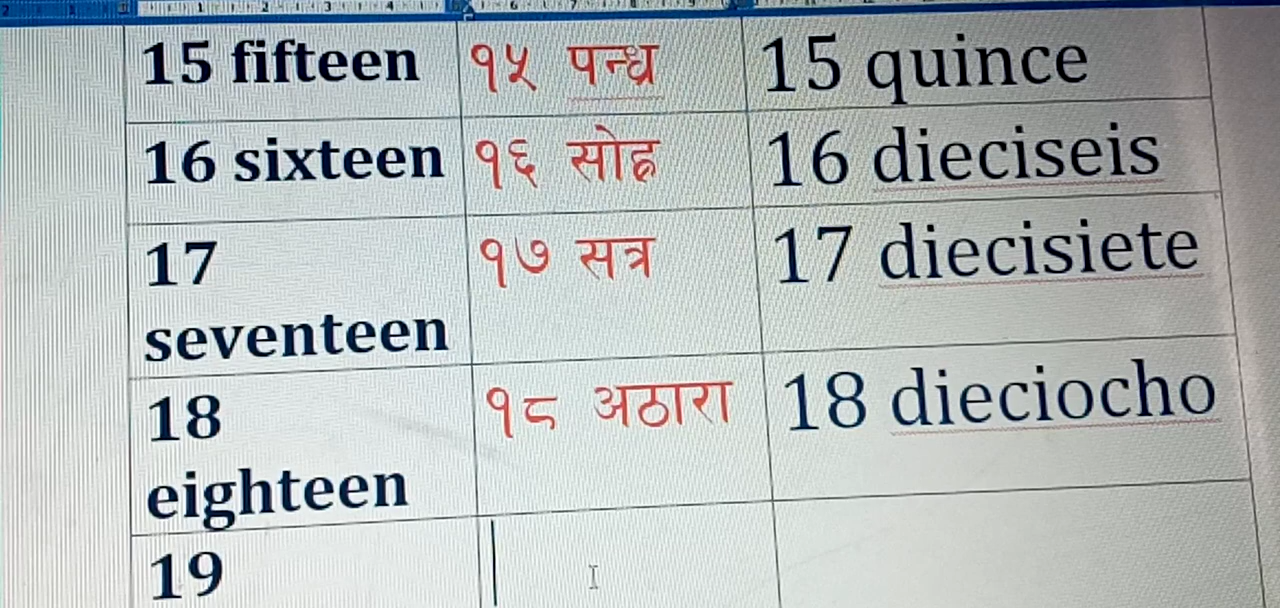 15 fifteen १५ पन्ध्र 15 quince
16 sixteen १६ सोह्र 16 dieciseis
17 १७ सत्र 17 diecisiete
seventeen
18 १८ अठारा 18 dieciocho
eighteen
19